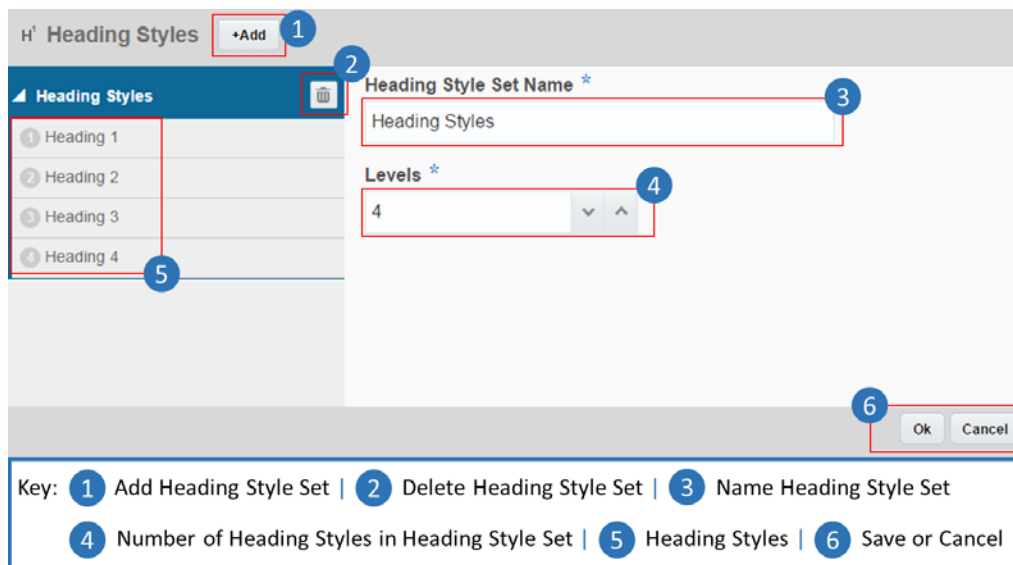 H¹ Heading Styles +Add 1
2
Heading Styles
Heading Style Set Name *
3
Heading Styles
1 Heading 1
2 Heading 2
3 Heading 3
4 Heading 4
5
Levels *
4
4
6
Ok Cancel
Key: 1 Add Heading Style Set | 2 Delete Heading Style Set | 3 Name Heading Style Set
4 Number of Heading Styles in Heading Style Set | 5 Heading Styles | 6 Save or Cancel